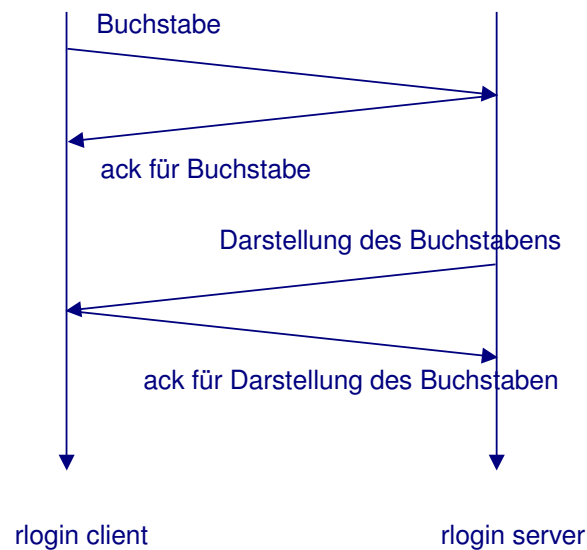 Buchstabe
ack für Buchstabe
Darstellung des Buchstabens
ack für Darstellung des Buchstaben
rlogin client
rlogin server